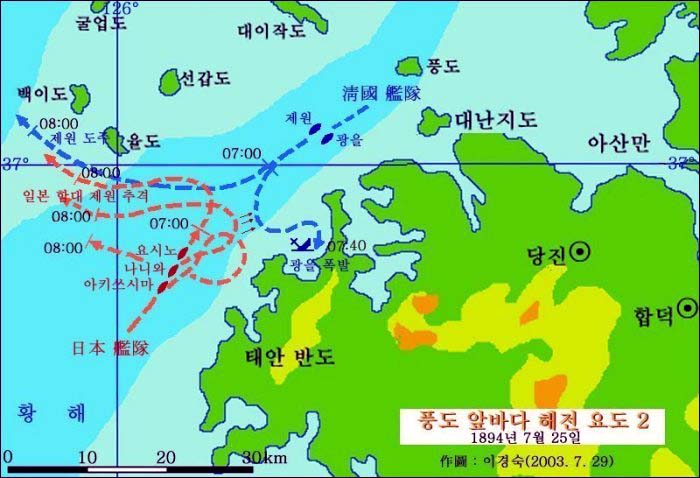 126°
굴업도
대이작도
풍도
선갑도
백이도
淸國 艦隊
08:00
제원
대난지도
제원 도주
율도
광을
아산만
07:00
37°
37°
08:00
일본 함대 제원 추격
08:00
07:00
08:00
요시노
07:40
당진
나니와
광을 폭발
아키쓰시마
합덕
日本 艦隊
태안 반도
황 해
풍도 앞바다 해전 요도 2
1894년 7월 25일
0 10 20 30km
作圖 : 이경숙(2003. 7. 29)